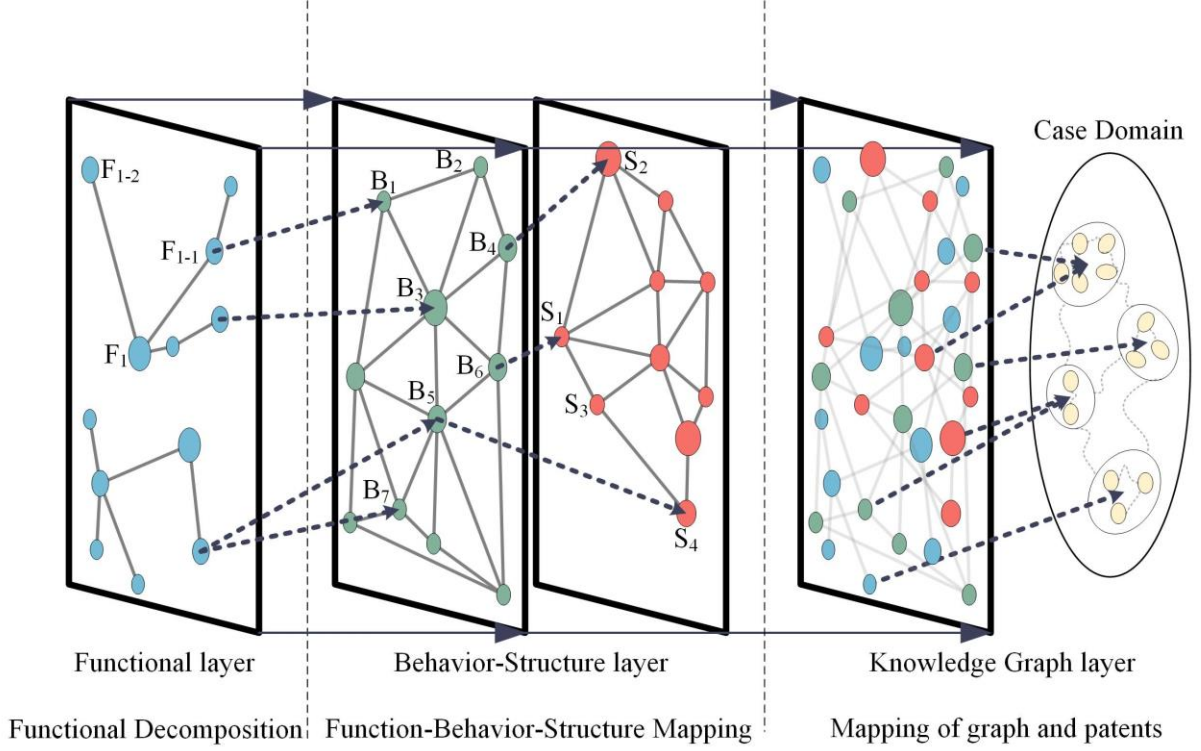 Case Domain
F1-2
F1-1
F1
B1
B2
B3
B4
B5
B6
B7
S2
S1
S3
S4
Functional layer
Behavior-Structure layer
Knowledge Graph layer
Functional Decomposition
Function-Behavior-Structure Mapping
Mapping of graph and patents